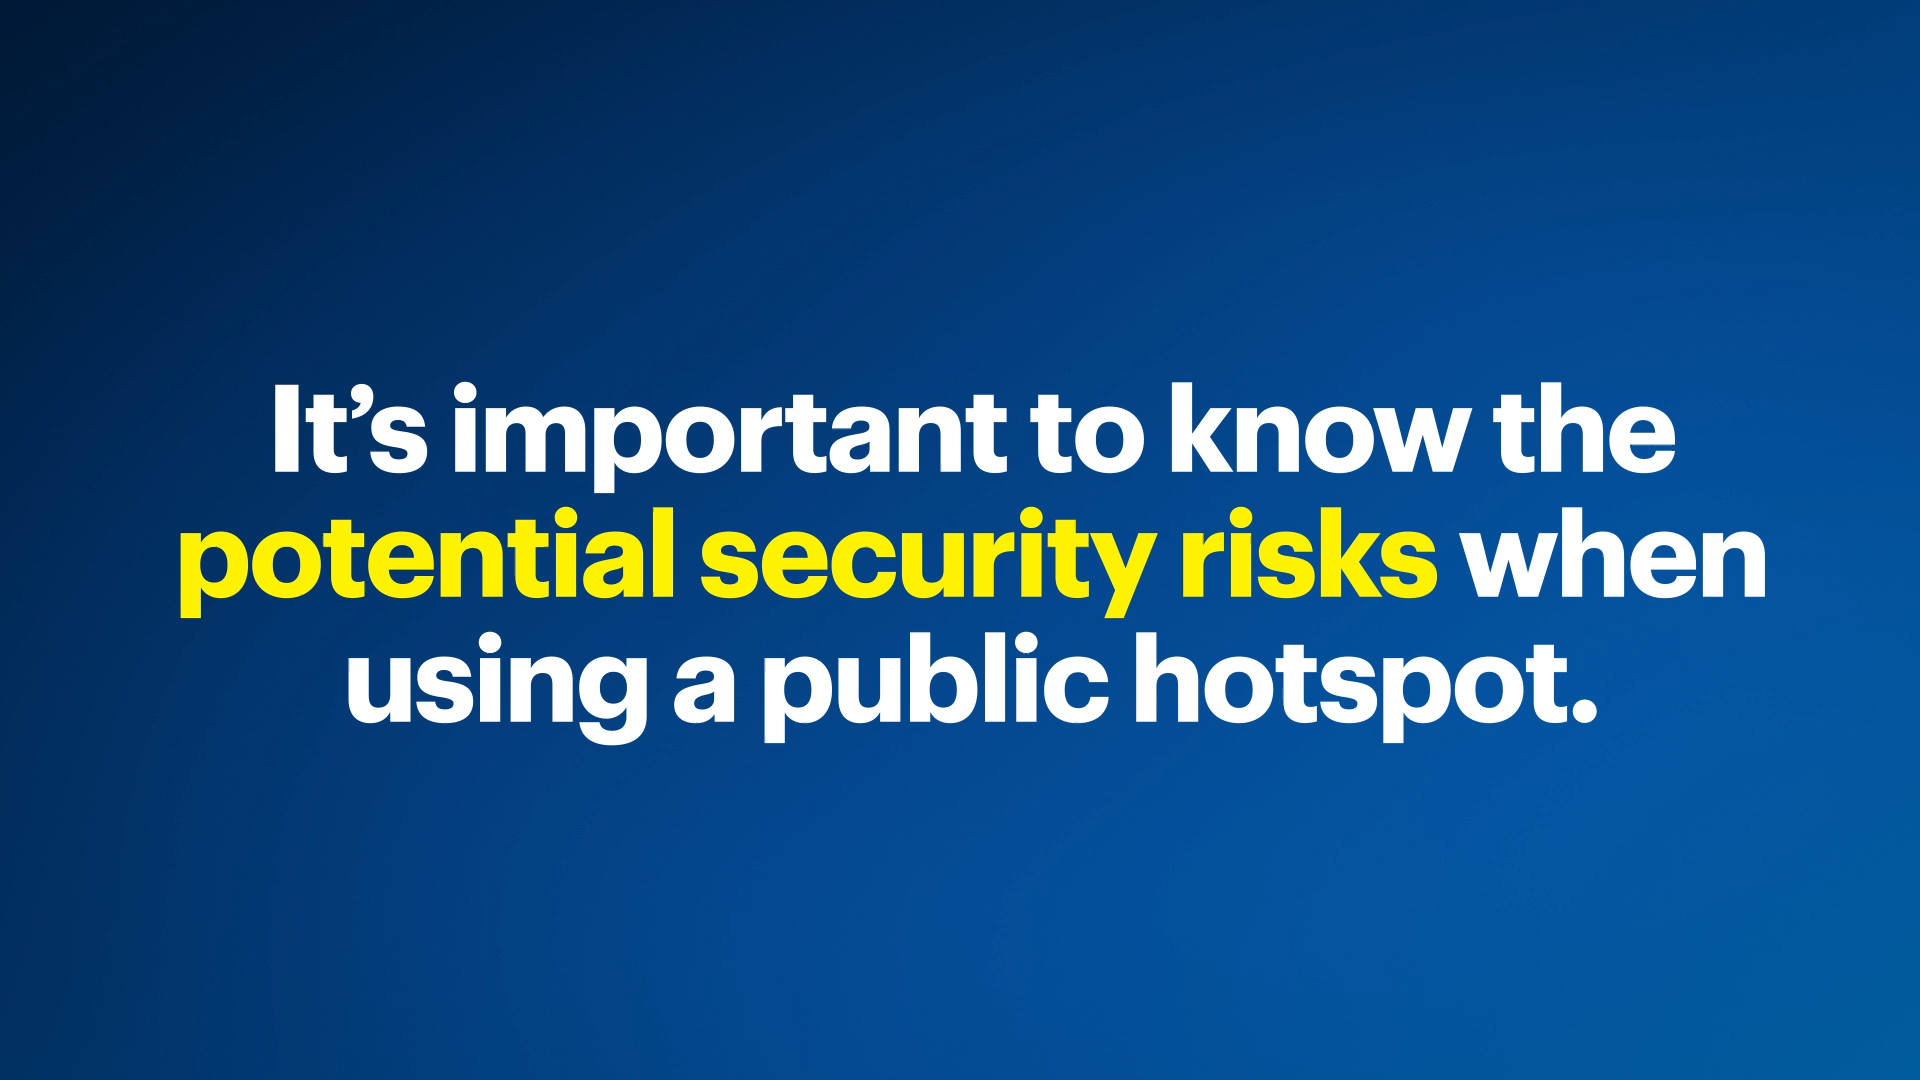 It’s important to know the
potential security risks when
using a public hotspot.